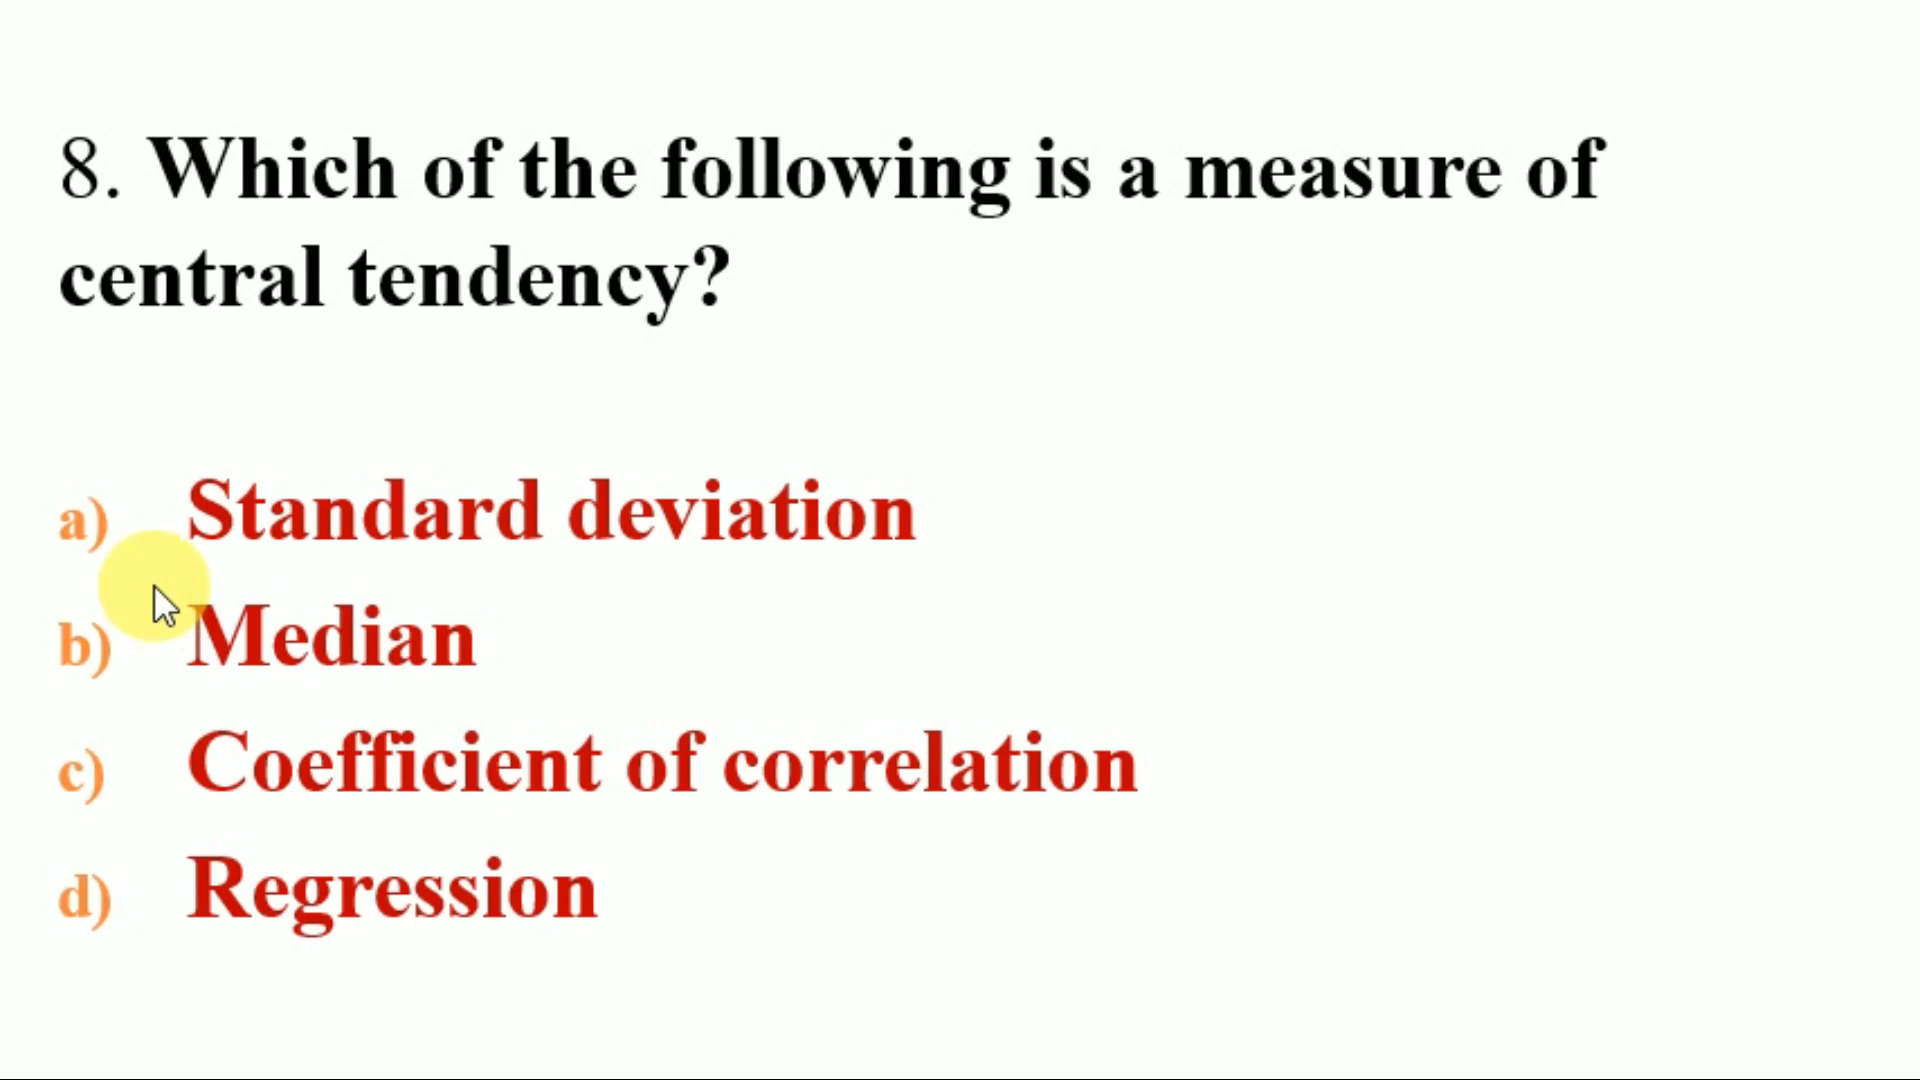 8. Which of the following is a measure of
central tendency?
a) Standard deviation
b) Median
c) Coefficient of correlation
d) Regression